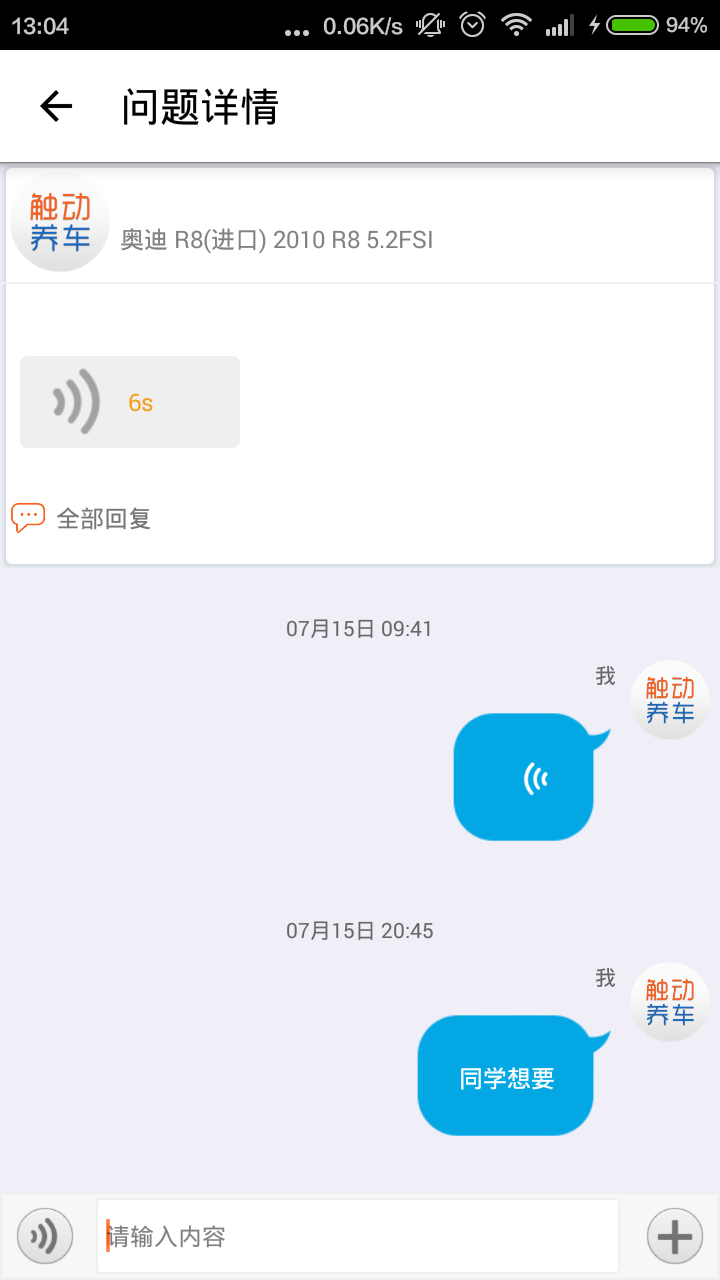 13:04 ... 0.06K/s 94%
问题详情
触动
养车
奥迪 R8(进口) 2010 R8 5.2FSI
6s
全部回复
07月15日 09:41
我
触动
养车
07月15日 20:45
我
触动
养车
同学想要
请输入内容